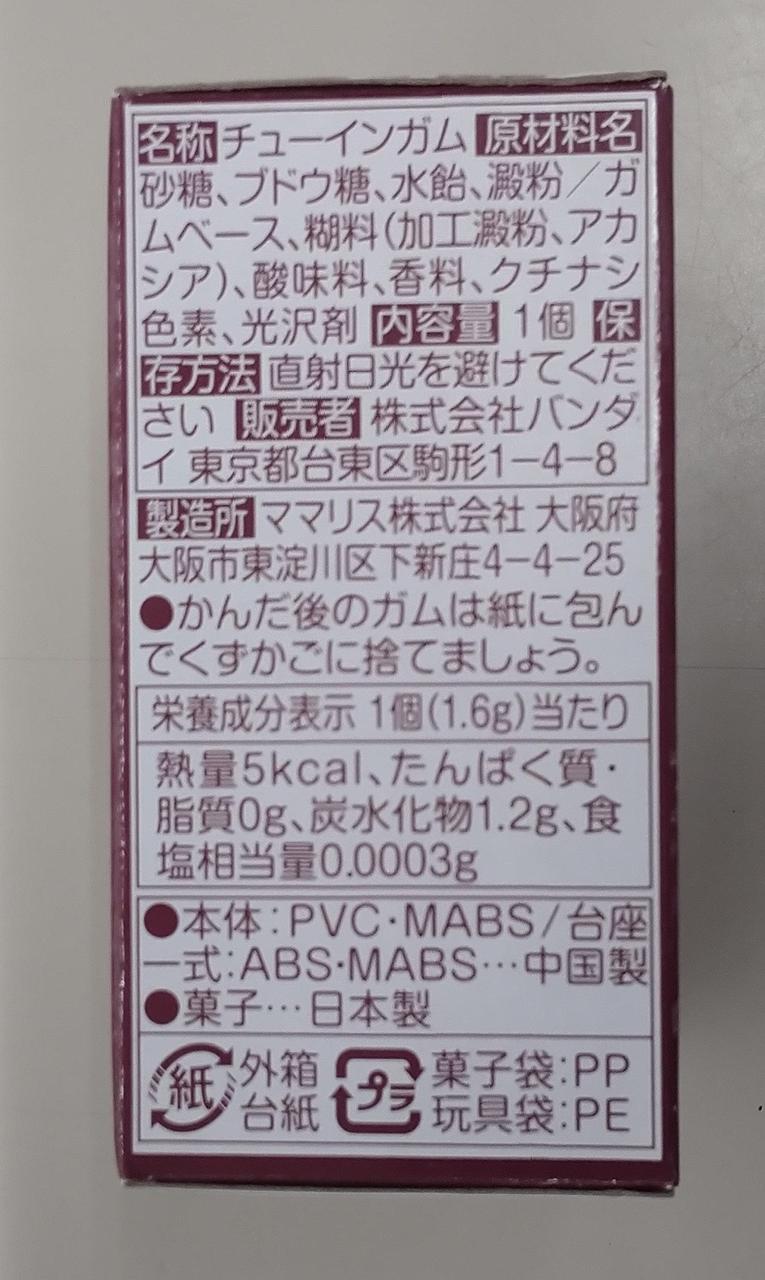 名称 チューインガム 原材料名
砂糖、ブドウ糖、水飴、澱粉／ガ
ムベース、糊料(加工澱粉、アカ
シア)、酸味料、香料、クチナシ
色素、光沢剤 内容量 1個 保
存方法 直射日光を避けてくだ
さい 販売者 株式会社バンダ
イ 東京都台東区駒形1-4-8
製造所 ママリス株式会社 大阪府
大阪市東淀川区下新庄4-4-25
●かんだ後のガムは紙に包ん
でくずかごに捨てましょう。
栄養成分表示 1個(1.6g)当たり
熱量5kcal、たんぱく質・
脂質0g、炭水化物1.2g、食
塩相当量0.0003g
●本体：PVC・MABS/台座
一式：ABS・MABS…中国製
●菓子…日本製
紙 外箱 プラ 菓子袋：PP
台紙 玩具袋：PE